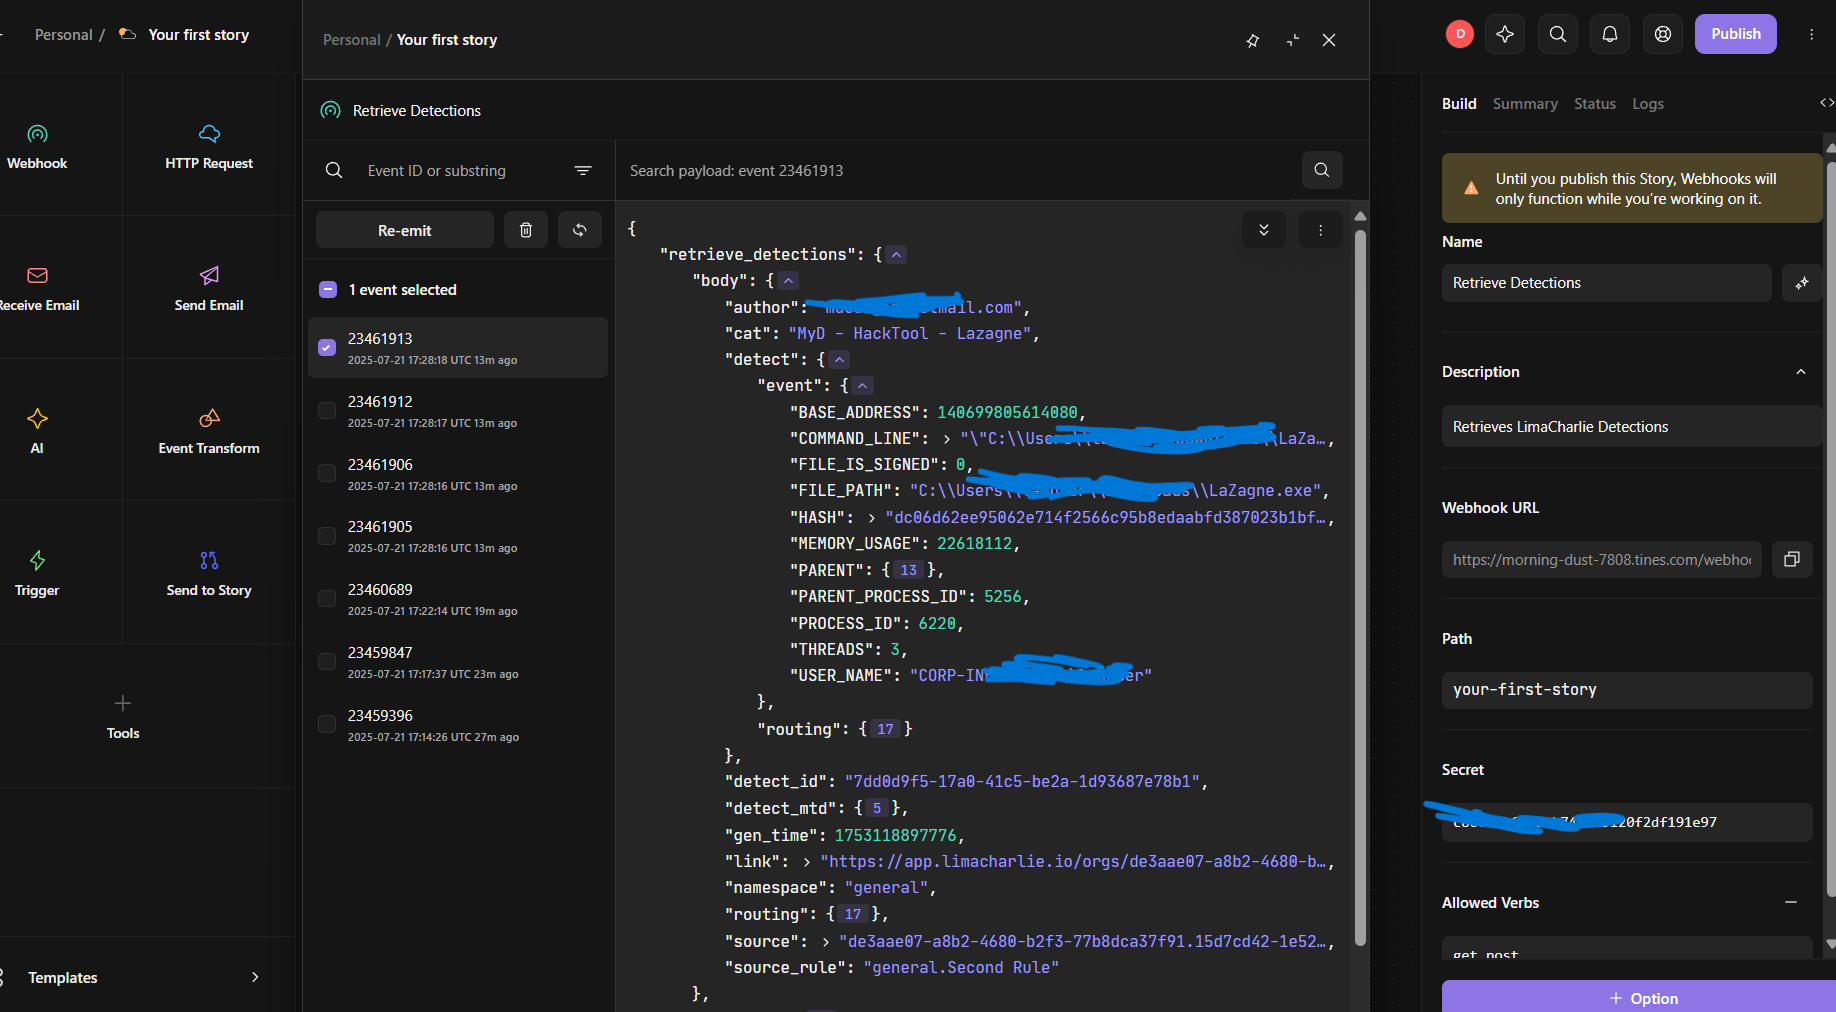 Personal / Your first story
Webhook
HTTP Request
Receive Email
Send Email
AI
Event Transform
Trigger
Send to Story
Tools
Templates
Personal / Your first story
Retrieve Detections
Event ID or substring
Search payload: event 23461913
Re-emit
1 event selected
23461913
2025-07-21 17:28:18 UTC 13m ago
23461912
2025-07-21 17:28:17 UTC 13m ago
23461906
2025-07-21 17:28:16 UTC 13m ago
23461905
2025-07-21 17:28:16 UTC 13m ago
23460689
2025-07-21 17:22:14 UTC 19m ago
23459847
2025-07-21 17:17:37 UTC 23m ago
23459396
2025-07-21 17:14:26 UTC 27m ago
{
"retrieve_detections": {
"body": {
"author": mail.com",
"cat": "MyD - HackTool - Lazagne",
"detect": {
"event": {
"BASE_ADDRESS": 140699805614080,
"COMMAND_LINE": > "\"C:\\Users\\ \\LaZa…,
"FILE_IS_SIGNED": 0,
"FILE_PATH": "C:\\Users\\ \\LaZagne.exe",
"HASH": > "dc06d62ee95062e714f2566c95b8edaabfd387023b1bf…,
"MEMORY_USAGE": 22618112,
"PARENT": { 13 },
"PARENT_PROCESS_ID": 5256,
"PROCESS_ID": 6220,
"THREADS": 3,
"USER_NAME": "CORP-IN er"
},
"routing": { 17 }
},
"detect_id": "7dd0d9f5-17a0-41c5-be2a-1d93687e78b1",
"detect_mtd": { 5 },
"gen_time": 1753118897776,
"link": > "https://app.limacharlie.io/orgs/de3aae07-a8b2-4680-b…,
"namespace": "general",
"routing": { 17 },
"source": > "de3aae07-a8b2-4680-b2f3-77b8dca37f91.15d7cd42-1e52…,
"source_rule": "general.Second Rule"
},
D
Publish
Build Summary Status Logs
Until you publish this Story, Webhooks will
only function while you're working on it.
Name
Retrieve Detections
Description
Retrieves LimaCharlie Detections
Webhook URL
https://morning-dust-7808.tines.com/webhoo
Path
your-first-story
Secret
120f2df191e97
Allowed Verbs
get,post
+ Option